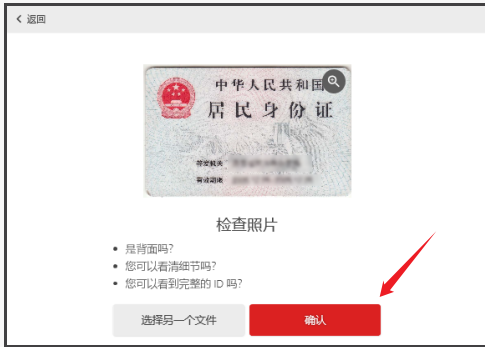 返回
中华人民共和国
居民身份证
签发机关
有效期限
检查照片
是背面吗?
您可以看清细节吗?
您可以看到完整的 ID 吗?
选择另一个文件
确认